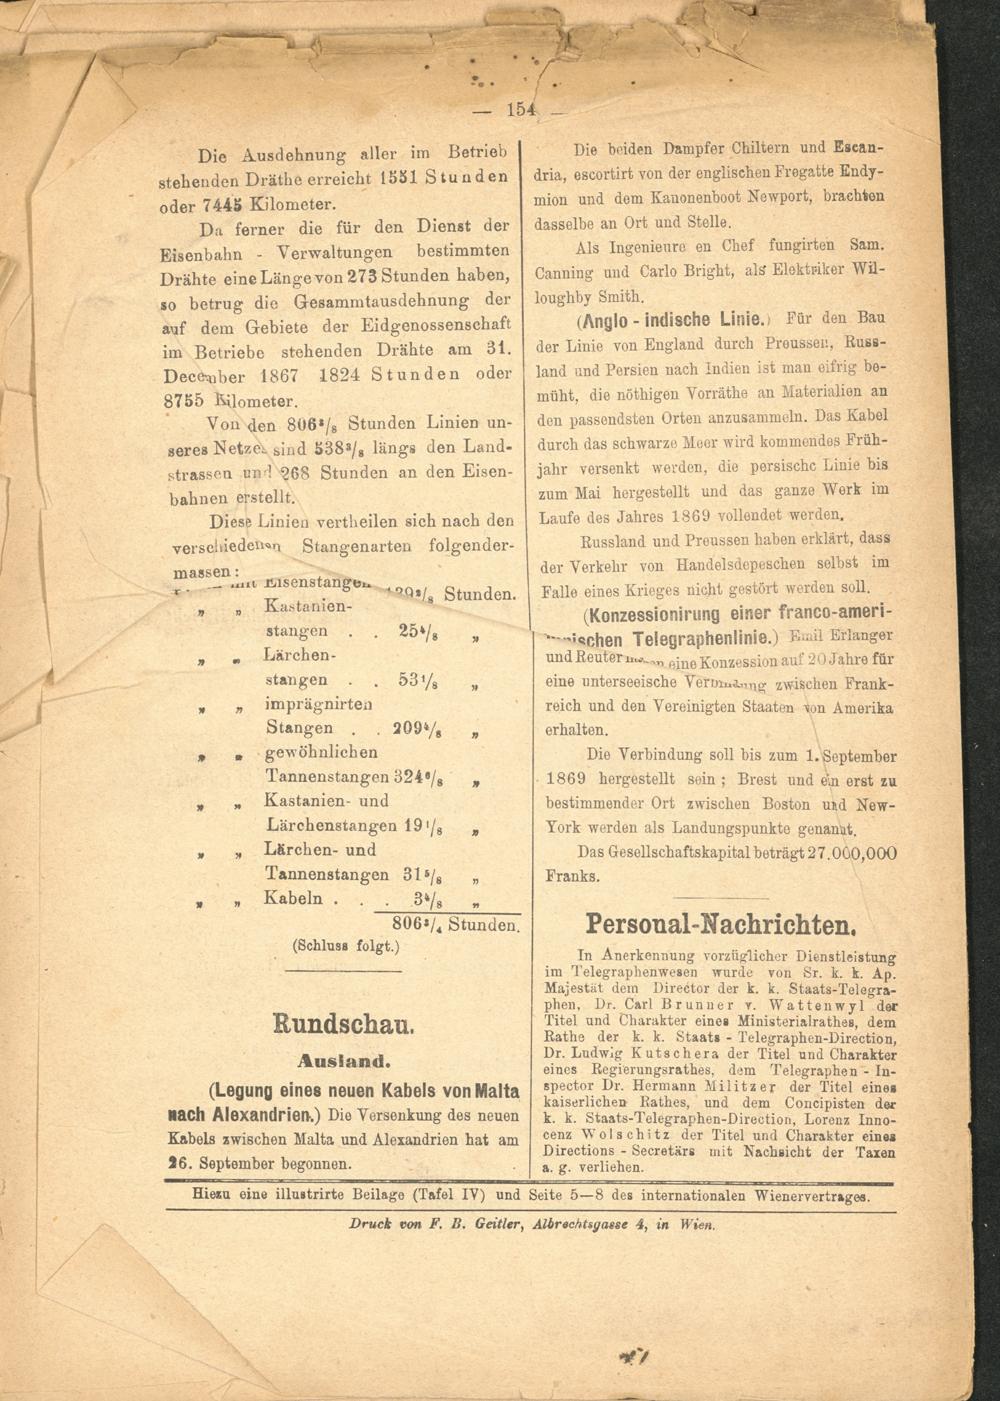 — 154 —
Die Ausdehnung aller im Betrieb
stehenden Dräthe erreicht 1551 Stunden
oder 7445 Kilometer.
Da ferner die für den Dienst der
Eisenbahn - Verwaltungen bestimmten
Drähte eine Länge von 273 Stunden haben,
so betrug die Gesammtausdehnung der
auf dem Gebiete der Eidgenossenschaft
im Betriebe stehenden Drähte am 31.
December 1867 1824 Stunden oder
8755 Kilometer.
Von den 806³/₈ Stunden Linien un-
seres Netzes sind 538³/₈ längs den Land-
strassen und 268 Stunden an den Eisen-
bahnen erstellt.
Diese Linien vertheilen sich nach den
verschiedenen Stangenarten folgender-
massen:
mit Eisenstangen Stunden.
„ „ Kastanien-
stangen . . 25⁴/₈ „
„ „ Lärchen-
stangen . . 53¹/₈ „
„ „ imprägnirten
Stangen . . 209⁴/₈ „
„ „ gewöhnlichen
Tannenstangen 324⁶/₈ „
„ „ Kastanien- und
Lärchenstangen 19¹/₈ „
„ „ Lärchen- und
Tannenstangen 31⁵/₈ „
„ „ Kabeln . . . 3⁴/₈ „
806³/₄ Stunden.
(Schluss folgt.)
Rundschau.
Ausland.
(Legung eines neuen Kabels von Malta
nach Alexandrien.) Die Versenkung des neuen
Kabels zwischen Malta und Alexandrien hat am
26. September begonnen.
Die beiden Dampfer Chiltern und Escan-
dria, escortirt von der englischen Fregatte Endy-
mion und dem Kanonenboot Newport, brachten
dasselbe an Ort und Stelle.
Als Ingenieure en Chef fungirten Sam.
Canning und Carlo Bright, als Elektriker Wil-
loughby Smith.
(Anglo - indische Linie.) Für den Bau
der Linie von England durch Preussen, Russ-
land und Persien nach Indien ist man eifrig be-
müht, die nöthigen Vorräthe an Materialien an
den passendsten Orten anzusammeln. Das Kabel
durch das schwarze Meer wird kommendes Früh-
jahr versenkt werden, die persische Linie bis
zum Mai hergestellt und das ganze Werk im
Laufe des Jahres 1869 vollendet werden.
Russland und Preussen haben erklärt, dass
der Verkehr von Handelsdepeschen selbst im
Falle eines Krieges nicht gestört werden soll.
(Konzessionirung einer franco-ameri-
kanischen Telegraphenlinie.) Emil Erlanger
und Reuter eine Konzession auf 20 Jahre für
eine unterseeische Verbindung zwischen Frank-
reich und den Vereinigten Staaten von Amerika
erhalten.
Die Verbindung soll bis zum 1. September
1869 hergestellt sein; Brest und ein erst zu
bestimmender Ort zwischen Boston und New-
York werden als Landungspunkte genannt.
Das Gesellschaftskapital beträgt 27.000,000
Franks.
Personal-Nachrichten.
In Anerkennung vorzüglicher Dienstleistung
im Telegraphenwesen wurde von Sr. k. k. Ap.
Majestät dem Director der k. k. Staats-Telegra-
phen, Dr. Carl Brunner v. Wattenwyl der
Titel und Charakter eines Ministerialrathes, dem
Rathe der k. k. Staats - Telegraphen-Direction,
Dr. Ludwig Kutschera der Titel und Charakter
eines Regierungsrathes, dem Telegraphen - In-
spector Dr. Hermann Militzer der Titel eines
kaiserlichen Rathes, und dem Concipisten der
k. k. Staats-Telegraphen-Direction, Lorenz Inno-
cenz Wolschitz der Titel und Charakter eines
Directions - Secretärs mit Nachsicht der Taxen
a. g. verliehen.
Hiezu eine illustrirte Beilage (Tafel IV) und Seite 5—8 des internationalen Wienervertrages.
Druck von F. B. Geitler, Albrechtsgasse 4, in Wien.